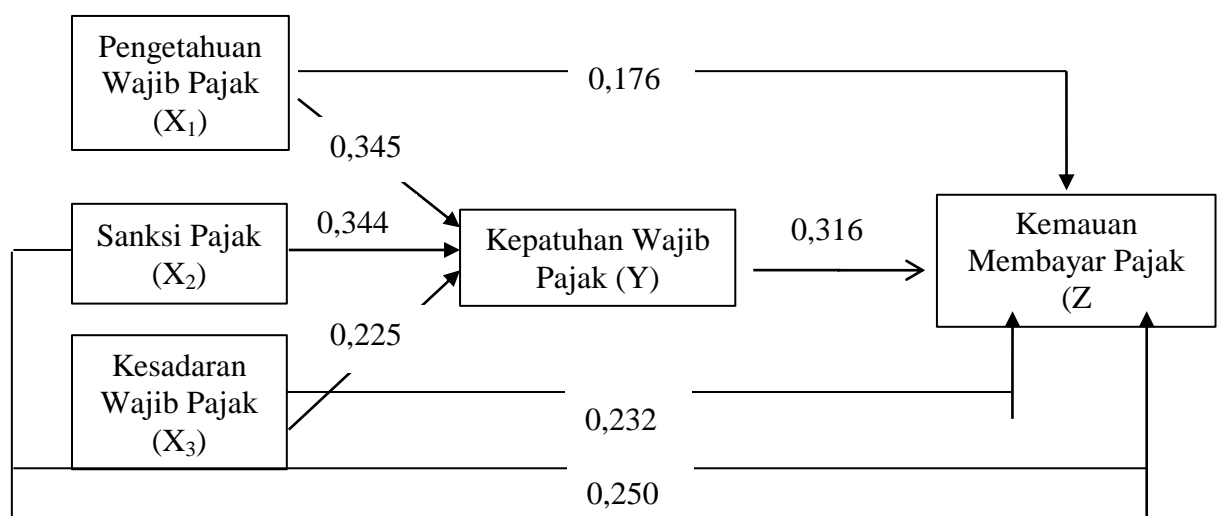 Pengetahuan
Wajib Pajak
(X₁)
0,176
0,345
Sanksi Pajak
(X₂)
0,344
Kepatuhan Wajib
Pajak (Y)
0,316
Kemauan
Membayar Pajak
(Z
0,225
Kesadaran
Wajib Pajak
(X₃)
0,232
0,250